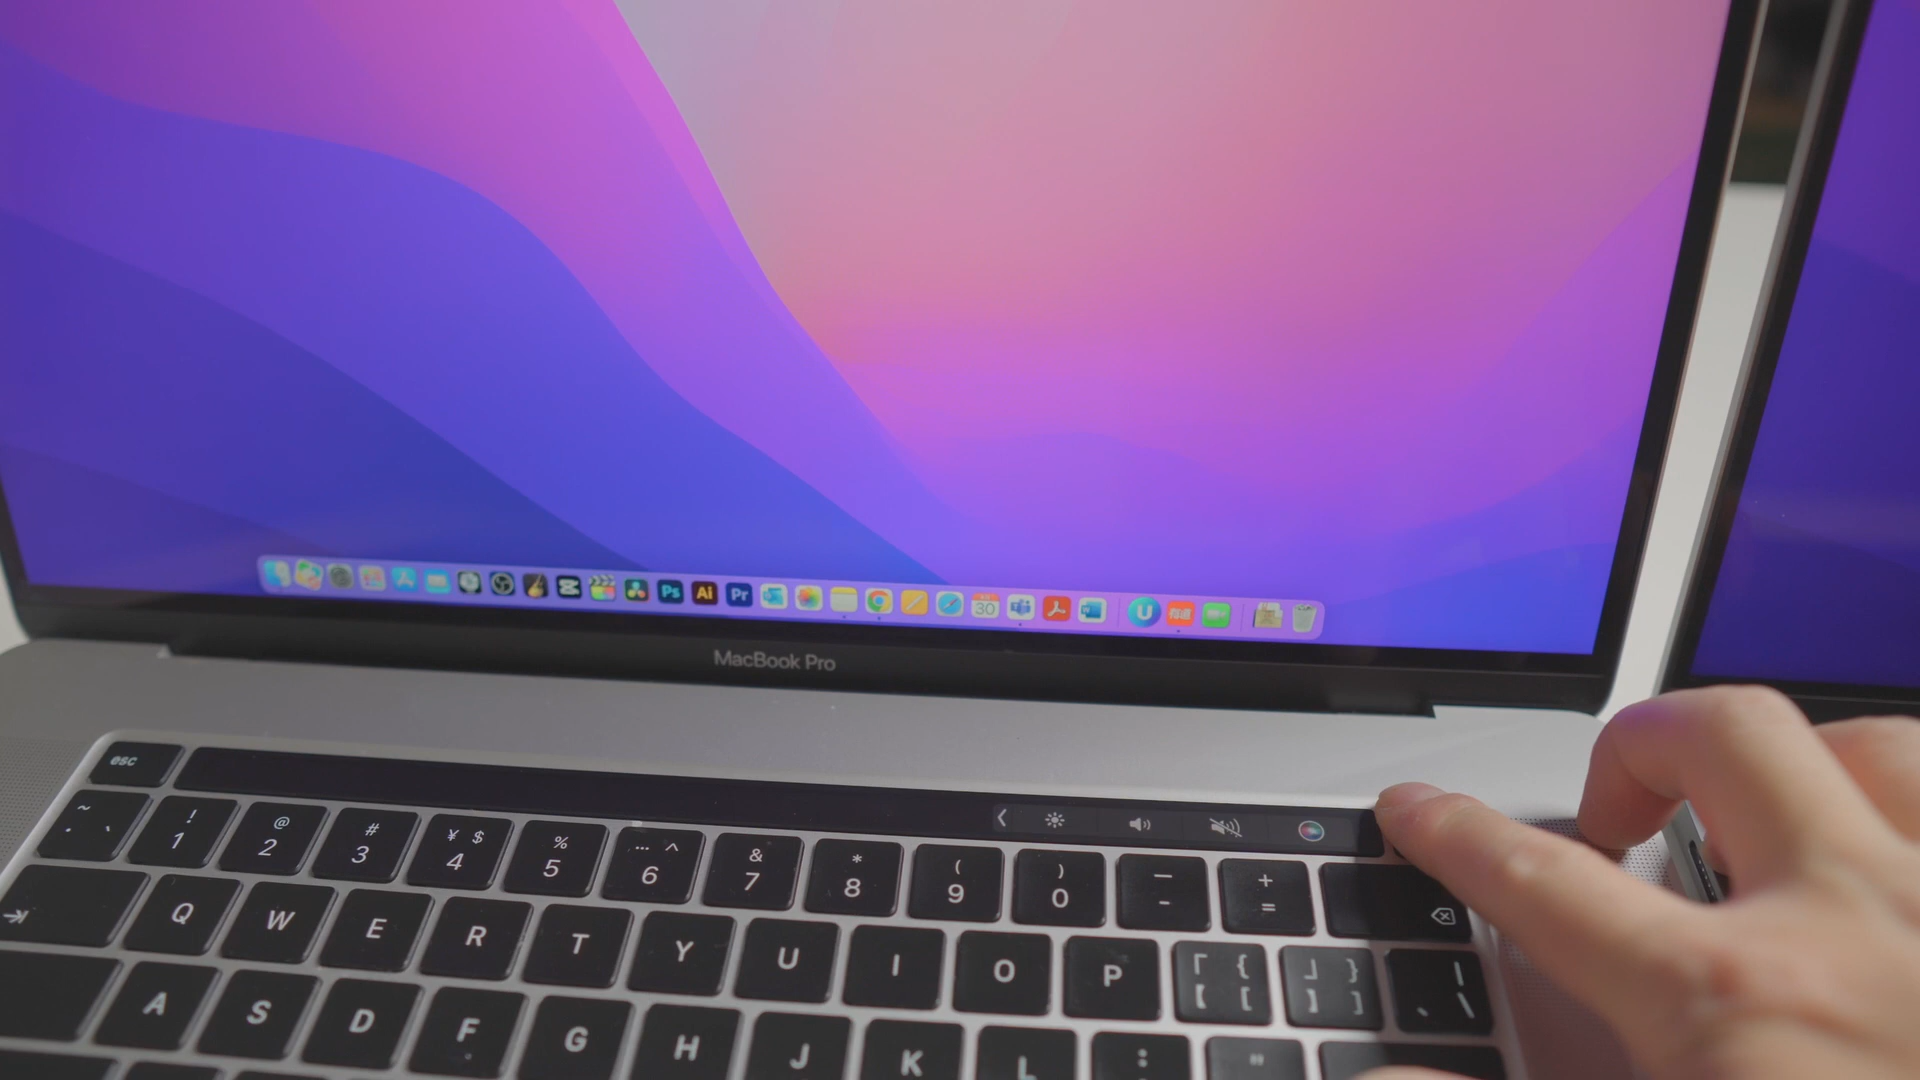 Ps Ai Pr 30 U
MacBook Pro
esc
~ ! @ # ¥ $ % … ^ & * ( ) — +
· ` 1 2 3 4 5 6 7 8 9 0 - =
Q W E R T Y U I O P 「 { 」 } |
【 [ 】 ] 、 \
A S D F G H J K L : "